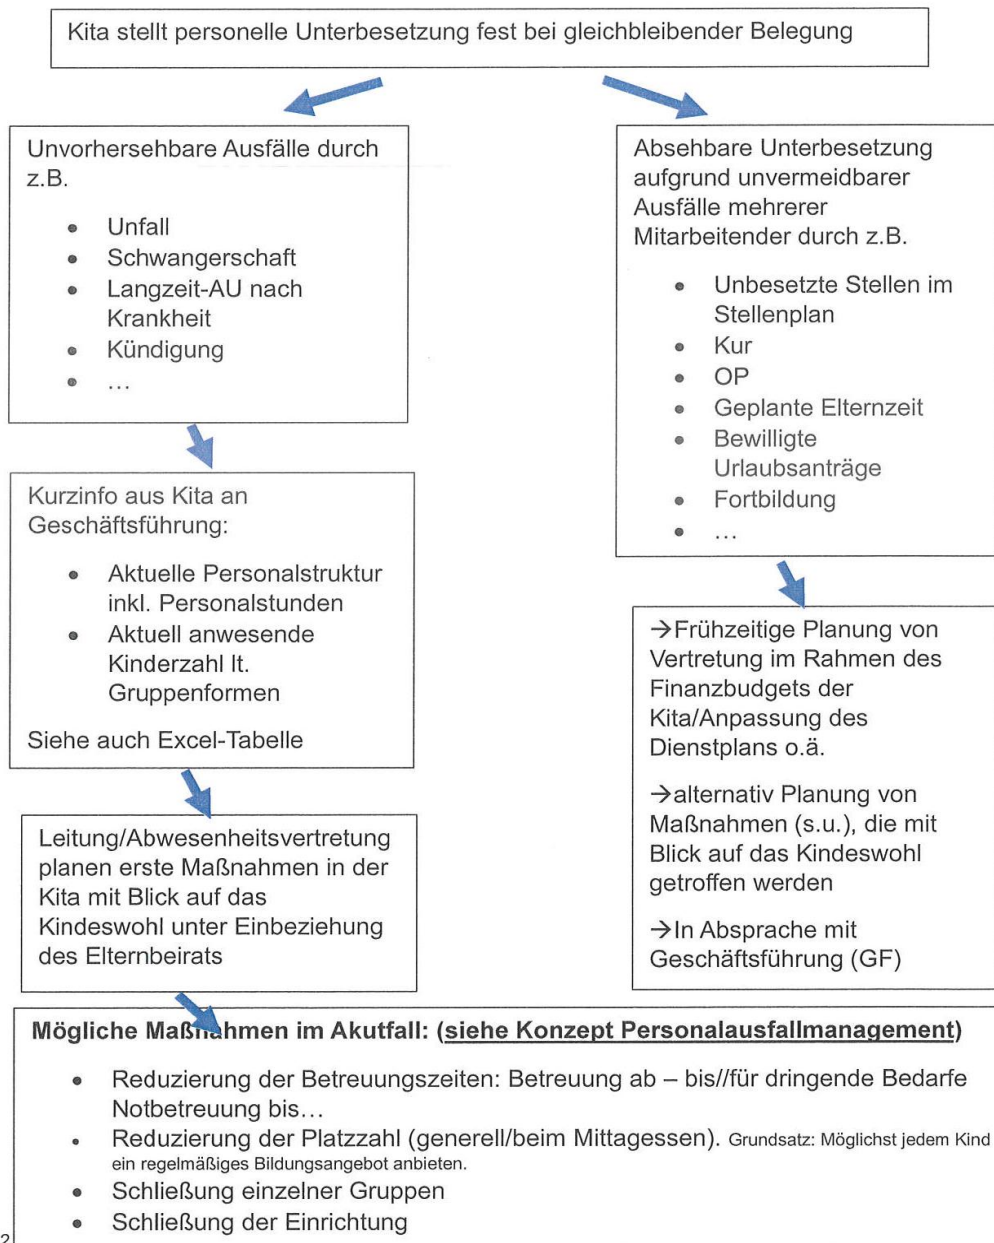 Kita stellt personelle Unterbesetzung fest bei gleichbleibender Belegung
Unvorhersehbare Ausfälle durch
z.B.
• Unfall
• Schwangerschaft
• Langzeit-AU nach
Krankheit
• Kündigung
• …
Kurzinfo aus Kita an
Geschäftsführung:
• Aktuelle Personalstruktur
inkl. Personalstunden
• Aktuell anwesende
Kinderzahl lt.
Gruppenformen
Siehe auch Excel-Tabelle
Leitung/Abwesenheitsvertretung
planen erste Maßnahmen in der
Kita mit Blick auf das
Kindeswohl unter Einbeziehung
des Elternbeirats
Absehbare Unterbesetzung
aufgrund unvermeidbarer
Ausfälle mehrerer
Mitarbeitender durch z.B.
• Unbesetzte Stellen im
Stellenplan
• Kur
• OP
• Geplante Elternzeit
• Bewilligte
Urlaubsanträge
• Fortbildung
• …
→Frühzeitige Planung von
Vertretung im Rahmen des
Finanzbudgets der
Kita/Anpassung des
Dienstplans o.ä.
→alternativ Planung von
Maßnahmen (s.u.), die mit
Blick auf das Kindeswohl
getroffen werden
→In Absprache mit
Geschäftsführung (GF)
Mögliche Maßnahmen im Akutfall: (siehe Konzept Personalausfallmanagement)
• Reduzierung der Betreuungszeiten: Betreuung ab – bis//für dringende Bedarfe
Notbetreuung bis…
• Reduzierung der Platzzahl (generell/beim Mittagessen). Grundsatz: Möglichst jedem Kind
ein regelmäßiges Bildungsangebot anbieten.
• Schließung einzelner Gruppen
• Schließung der Einrichtung
2